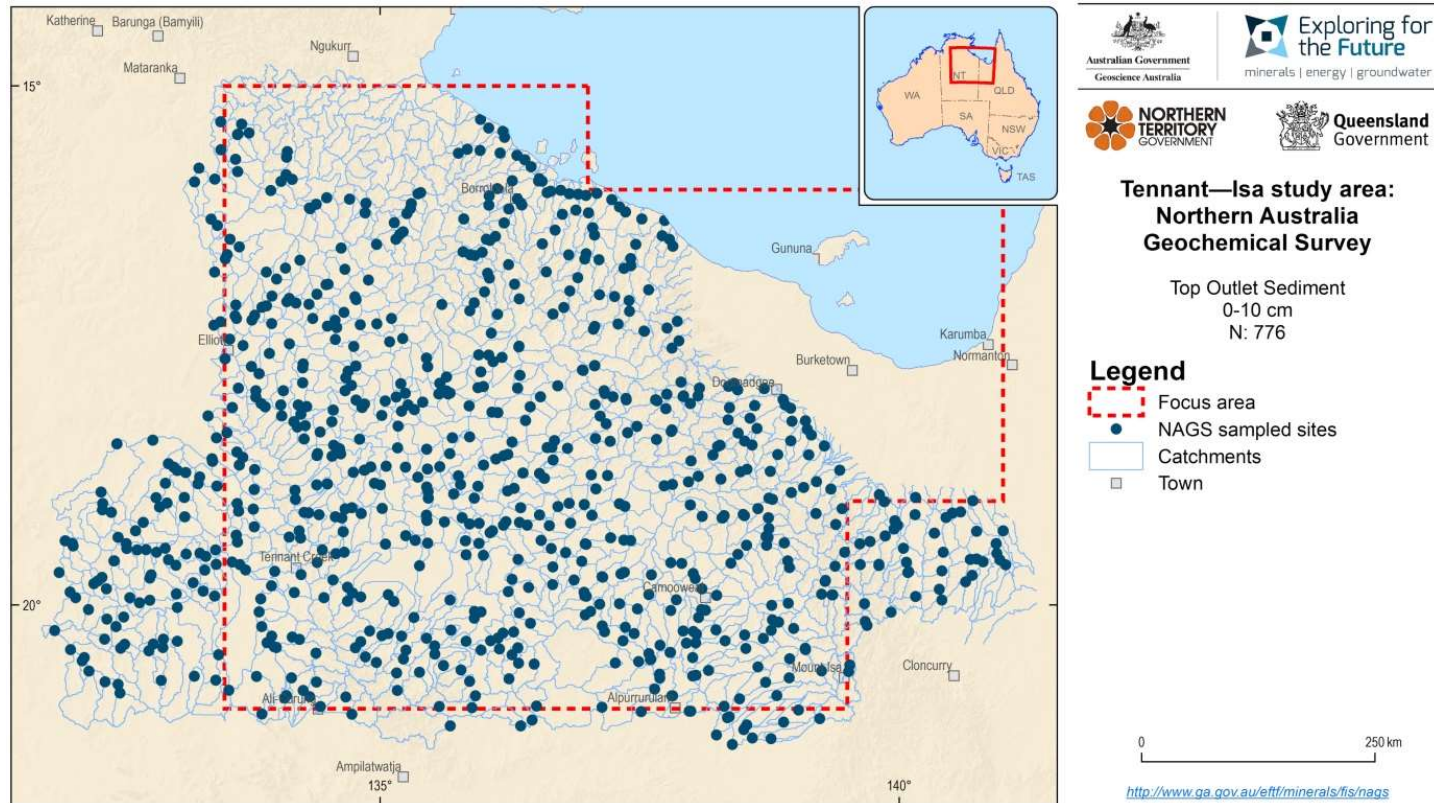 Katherine
Barunga (Bamyili)
Mataranka
Ngukurr
15°
Borroloola
Gununa
Elliott
Karumba
Normanton
Burketown
Doomadgee
Tennant Creek
20°
Camooweal
Mount Isa
Cloncurry
Ali-Curung
Alpurrurulam
Ampilatwatja
135°
140°
WA
NT
QLD
SA
NSW
VIC
TAS
Australian Government
Geoscience Australia
Exploring for
the Future
minerals | energy | groundwater
NORTHERN
TERRITORY
GOVERNMENT
Queensland
Government
Tennant—Isa study area:
Northern Australia
Geochemical Survey
Top Outlet Sediment
0-10 cm
N: 776
Legend
Focus area
NAGS sampled sites
Catchments
Town
0 250 km
http://www.ga.gov.au/eftf/minerals/fis/nags